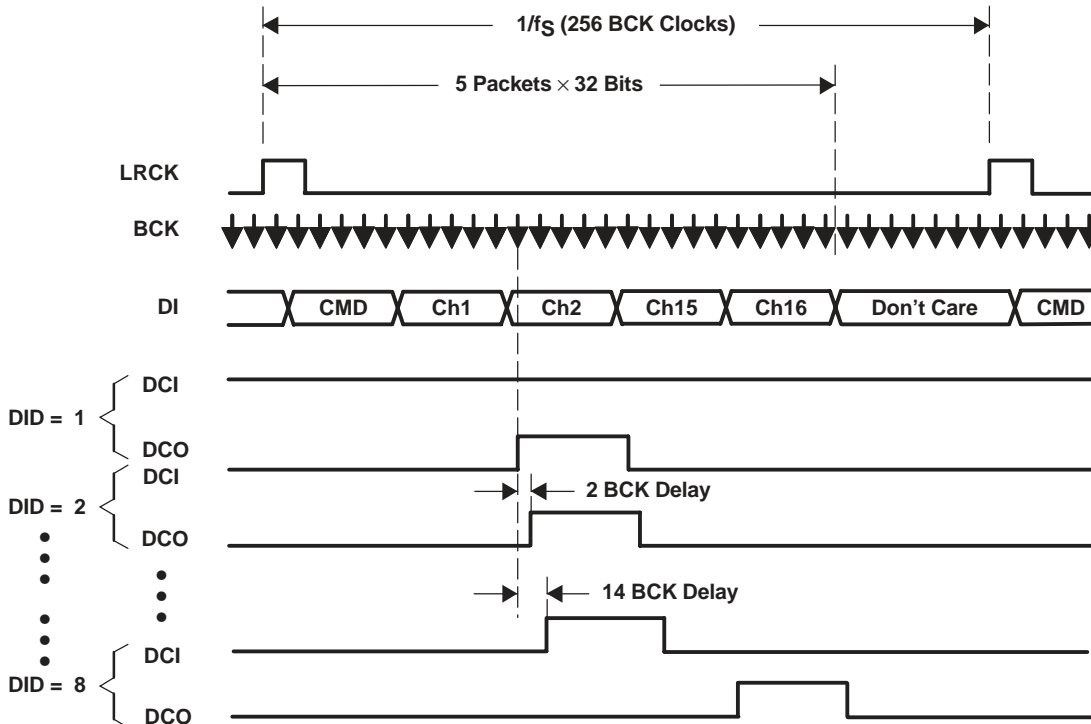 1/fS (256 BCK Clocks)
5 Packets × 32 Bits
LRCK
BCK
DI
CMD
Ch1
Ch2
Ch15
Ch16
Don't Care
CMD
DCI
DID = 1
DCO
DCI
2 BCK Delay
DID = 2
DCO
14 BCK Delay
DCI
DID = 8
DCO